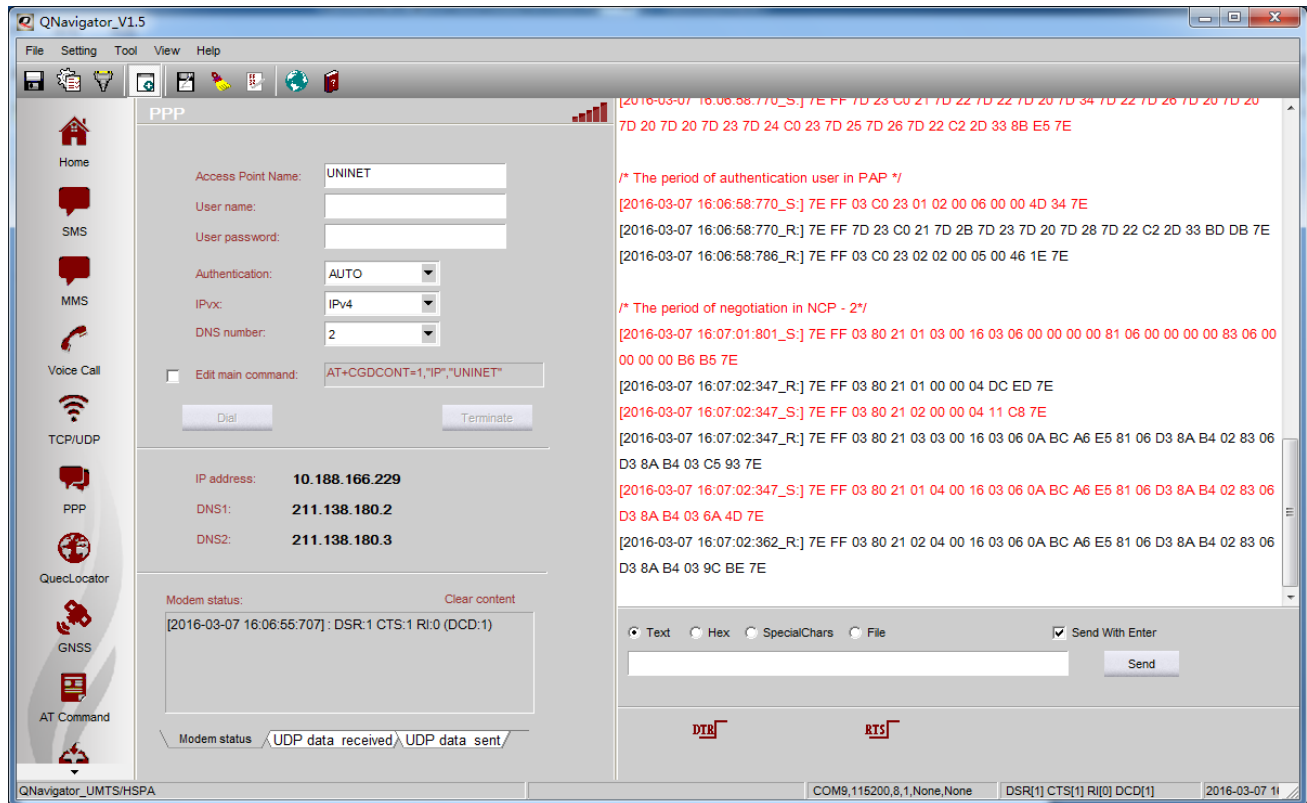 QNavigator_V1.5
File Setting Tool View Help
Home
SMS
MMS
Voice Call
TCP/UDP
PPP
QuecLocator
GNSS
AT Command
PPP
Access Point Name: UNINET
User name:
User password:
Authentication: AUTO
IPvx: IPv4
DNS number: 2
Edit main command: AT+CGDCONT=1,"IP","UNINET"
Dial Terminate
IP address: 10.188.166.229
DNS1: 211.138.180.2
DNS2: 211.138.180.3
Modem status: Clear content
[2016-03-07 16:06:55:707] : DSR:1 CTS:1 RI:0 (DCD:1)
Modem status UDP data received UDP data sent
[2016-03-07 16:06:58:770_S:] 7E FF 7D 23 C0 21 7D 22 7D 22 7D 20 7D 34 7D 22 7D 26 7D 20 7D 20
7D 20 7D 20 7D 23 7D 24 C0 23 7D 25 7D 26 7D 22 C2 2D 33 8B E5 7E
/* The period of authentication user in PAP */
[2016-03-07 16:06:58:770_S:] 7E FF 03 C0 23 01 02 00 06 00 00 4D 34 7E
[2016-03-07 16:06:58:770_R:] 7E FF 7D 23 C0 21 7D 2B 7D 23 7D 20 7D 28 7D 22 C2 2D 33 BD DB 7E
[2016-03-07 16:06:58:786_R:] 7E FF 03 C0 23 02 02 00 05 00 46 1E 7E
/* The period of negotiation in NCP - 2*/
[2016-03-07 16:07:01:801_S:] 7E FF 03 80 21 01 03 00 16 03 06 00 00 00 00 81 06 00 00 00 00 83 06 00
00 00 00 B6 B5 7E
[2016-03-07 16:07:02:347_R:] 7E FF 03 80 21 01 00 00 04 DC ED 7E
[2016-03-07 16:07:02:347_S:] 7E FF 03 80 21 02 00 00 04 11 C8 7E
[2016-03-07 16:07:02:347_R:] 7E FF 03 80 21 03 03 00 16 03 06 0A BC A6 E5 81 06 D3 8A B4 02 83 06
D3 8A B4 03 C5 93 7E
[2016-03-07 16:07:02:347_S:] 7E FF 03 80 21 01 04 00 16 03 06 0A BC A6 E5 81 06 D3 8A B4 02 83 06
D3 8A B4 03 6A 4D 7E
[2016-03-07 16:07:02:362_R:] 7E FF 03 80 21 02 04 00 16 03 06 0A BC A6 E5 81 06 D3 8A B4 02 83 06
D3 8A B4 03 9C BE 7E
Text Hex SpecialChars File Send With Enter
Send
DTR RTS
QNavigator_UMTS/HSPA COM9,115200,8,1,None,None DSR[1] CTS[1] RI[0] DCD[1] 2016-03-07